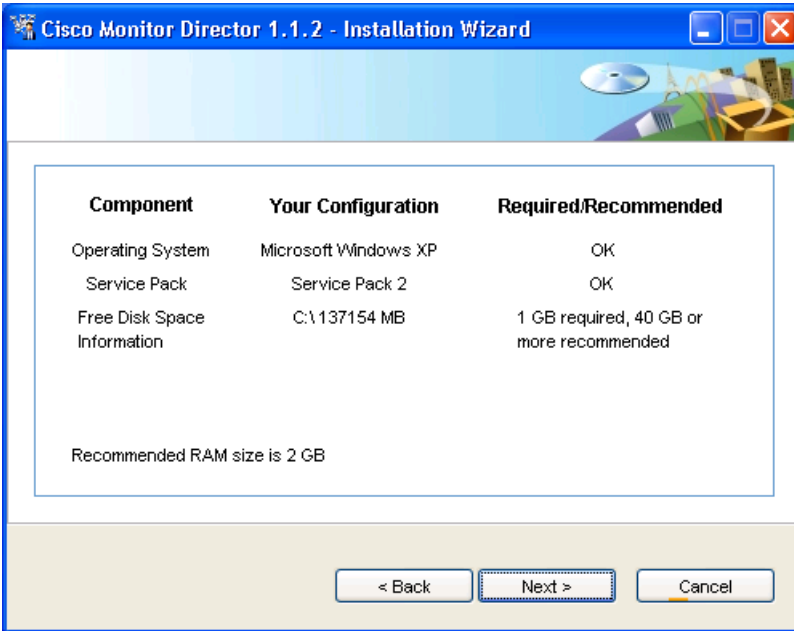 Cisco Monitor Director 1.1.2 - Installation Wizard
Component Your Configuration Required/Recommended
Operating System Microsoft Windows XP OK
Service Pack Service Pack 2 OK
Free Disk Space C:\ 137154 MB 1 GB required, 40 GB or
Information more recommended
Recommended RAM size is 2 GB
< Back Next > Cancel